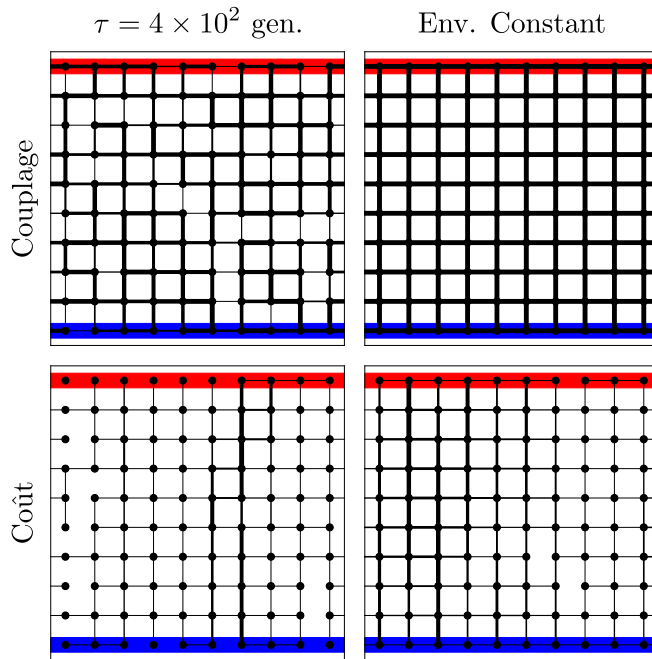 τ = 4 × 10² gen.
Env. Constant
Couplage
Coût